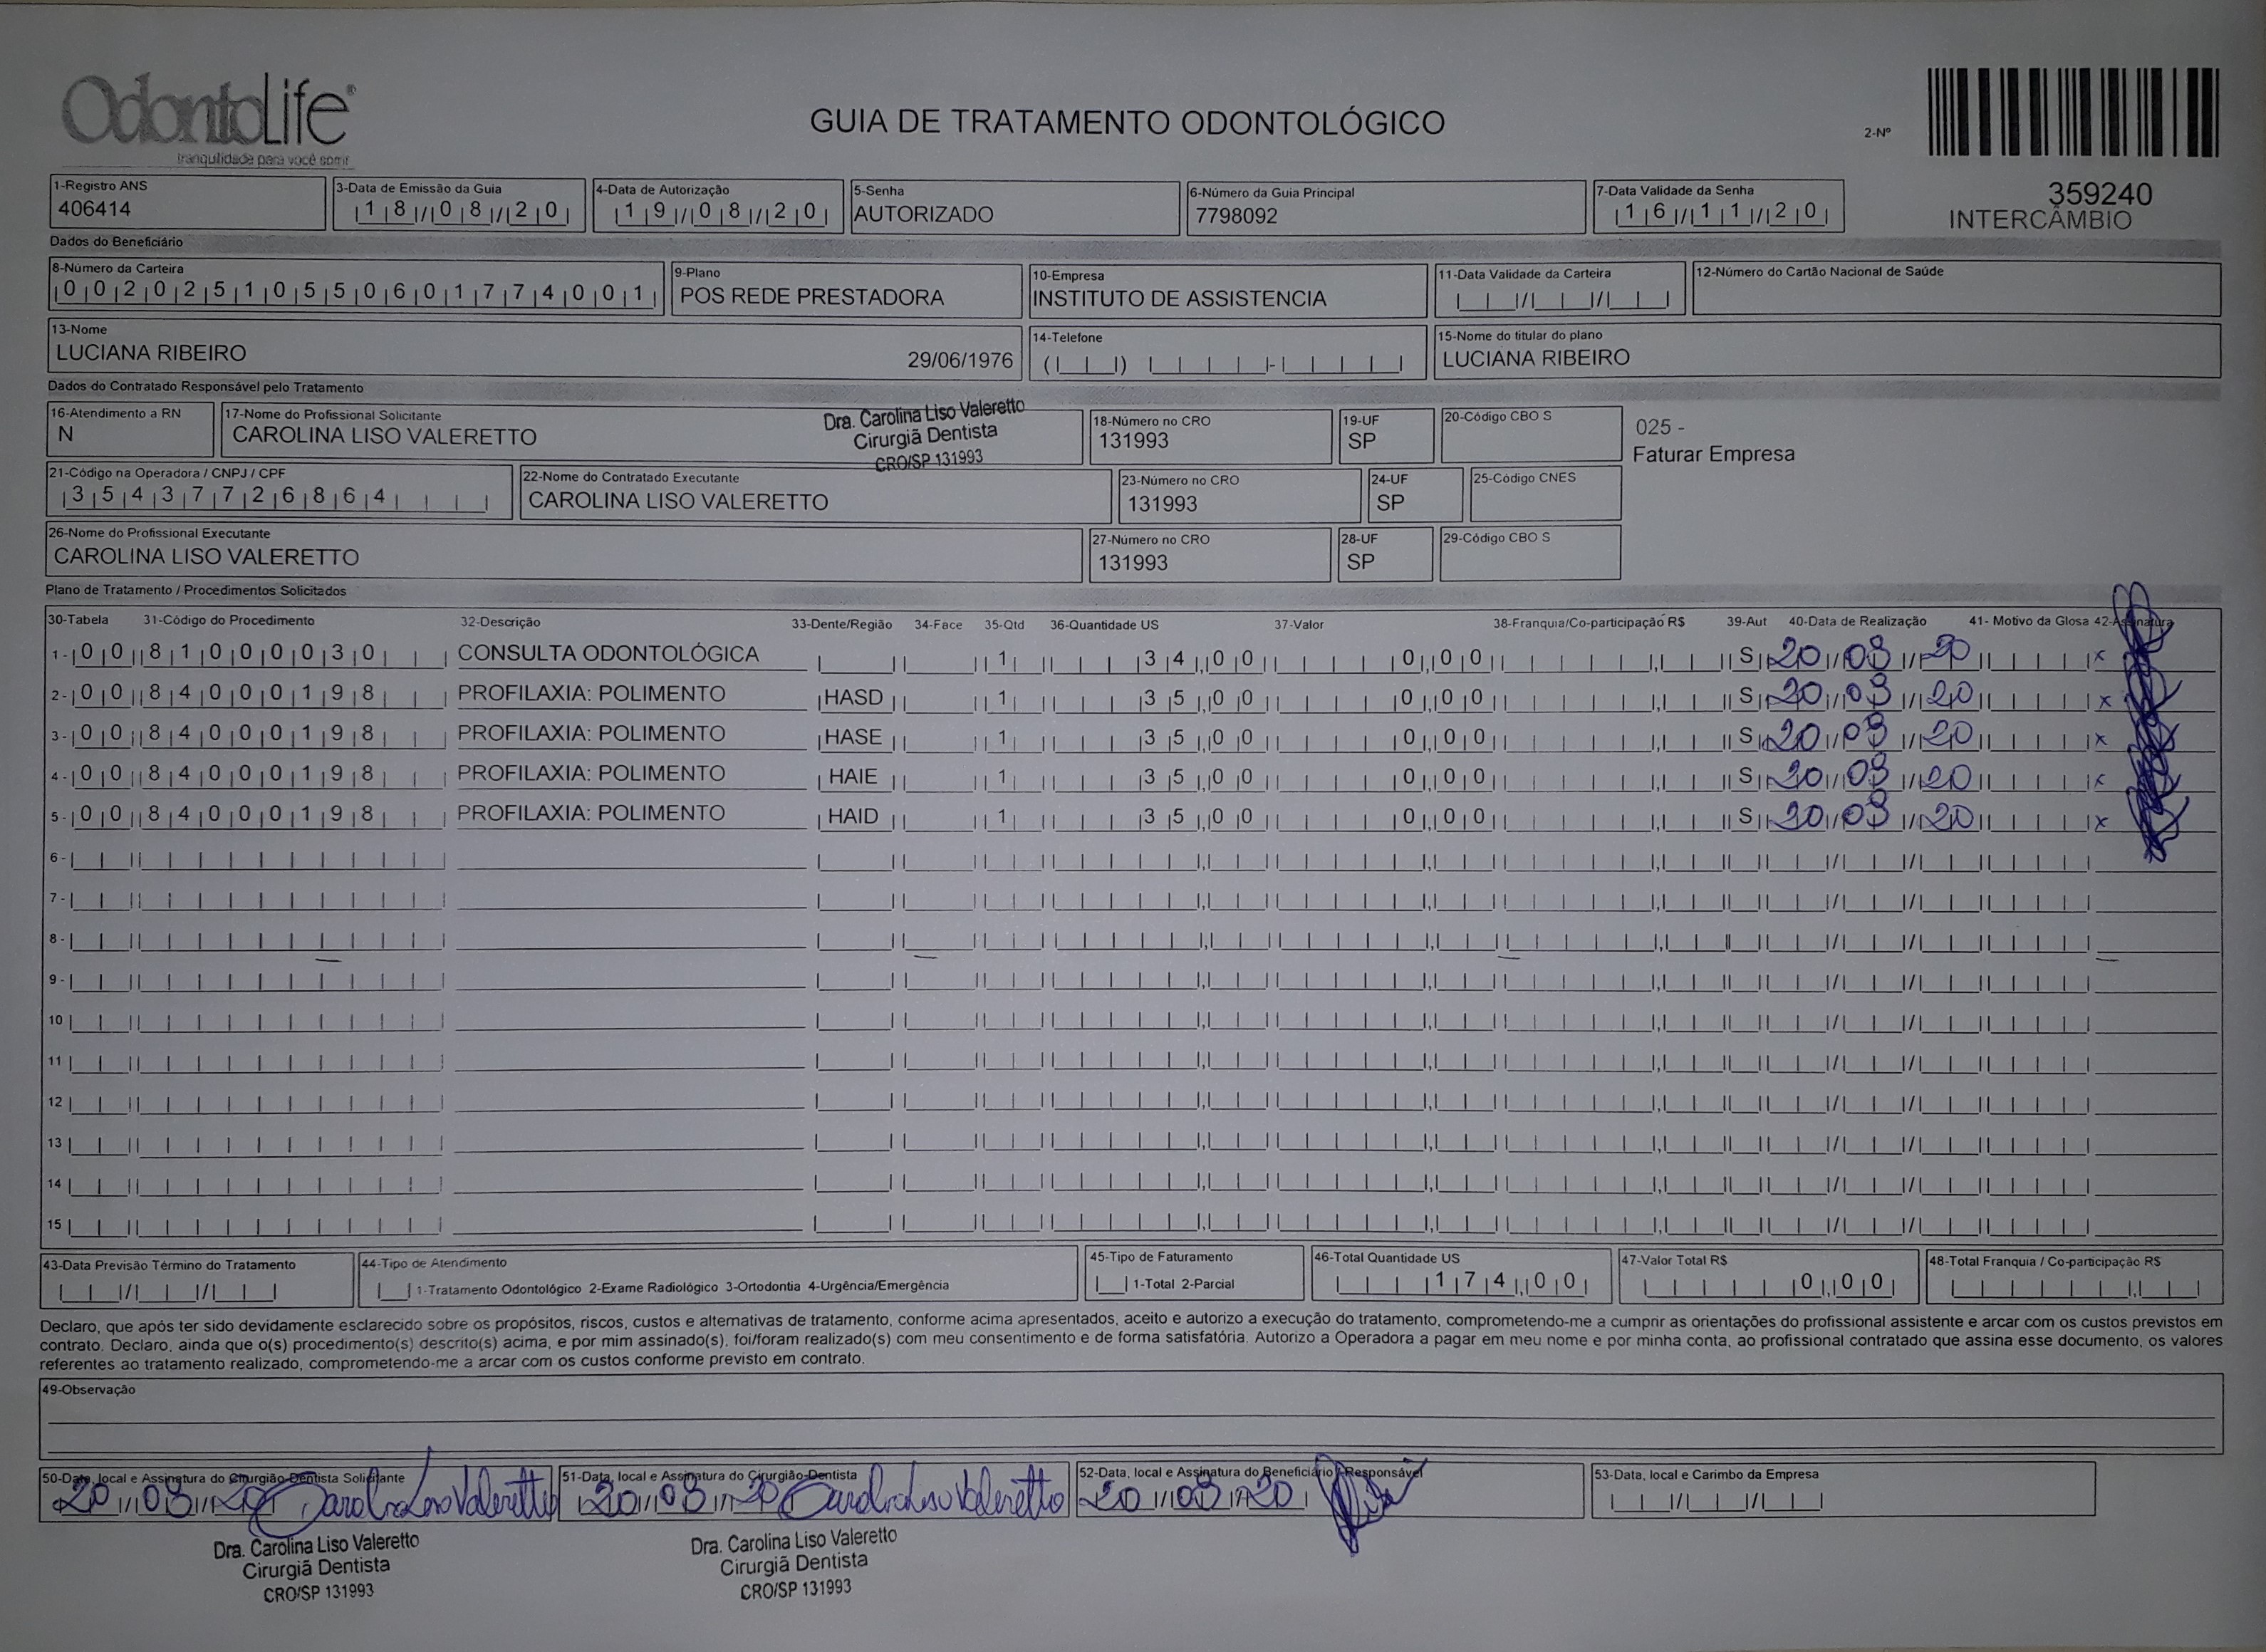 OdontoLife®
tranquilidade para você sorrir
GUIA DE TRATAMENTO ODONTOLÓGICO
2-Nº
359240
INTERCÂMBIO
1-Registro ANS
406414
3-Data de Emissão da Guia
18/08/20
4-Data de Autorização
19/08/20
5-Senha
AUTORIZADO
6-Número da Guia Principal
7798092
7-Data Validade da Senha
16/11/20
Dados do Beneficiário
8-Número da Carteira
00202510550601774001
9-Plano
POS REDE PRESTADORA
10-Empresa
INSTITUTO DE ASSISTENCIA
11-Data Validade da Carteira
12-Número do Cartão Nacional de Saúde
13-Nome
LUCIANA RIBEIRO 29/06/1976
14-Telefone
15-Nome do titular do plano
LUCIANA RIBEIRO
Dados do Contratado Responsável pelo Tratamento
16-Atendimento a RN
N
17-Nome do Profissional Solicitante
CAROLINA LISO VALERETTO
Dra. Carolina Liso Valeretto
Cirurgiã Dentista
CRO/SP 131993
18-Número no CRO
131993
19-UF
SP
20-Código CBO S
025 -
Faturar Empresa
21-Código na Operadora / CNPJ / CPF
35437726864
22-Nome do Contratado Executante
CAROLINA LISO VALERETTO
23-Número no CRO
131993
24-UF
SP
25-Código CNES
26-Nome do Profissional Executante
CAROLINA LISO VALERETTO
27-Número no CRO
131993
28-UF
SP
29-Código CBO S
Plano de Tratamento / Procedimentos Solicitados
30-Tabela 31-Código do Procedimento 32-Descrição 33-Dente/Região 34-Face 35-Qtd 36-Quantidade US 37-Valor 38-Franquia/Co-participação R$ 39-Aut 40-Data de Realização 41- Motivo da Glosa 42-Assinatura
1- 00 81000030 CONSULTA ODONTOLÓGICA 1 34,00 0,00 S 20/08/20 x
2- 00 84000198 PROFILAXIA: POLIMENTO HASD 1 35,00 0,00 S 20/08/20 x
3- 00 84000198 PROFILAXIA: POLIMENTO HASE 1 35,00 0,00 S 20/08/20 x
4- 00 84000198 PROFILAXIA: POLIMENTO HAIE 1 35,00 0,00 S 20/08/20 x
5- 00 84000198 PROFILAXIA: POLIMENTO HAID 1 35,00 0,00 S 20/08/20 x
6-
7-
8-
9-
10
11
12
13
14
15
43-Data Previsão Término do Tratamento
44-Tipo de Atendimento
1-Tratamento Odontológico 2-Exame Radiológico 3-Ortodontia 4-Urgência/Emergência
45-Tipo de Faturamento
1-Total 2-Parcial
46-Total Quantidade US
174,00
47-Valor Total R$
0,00
48-Total Franquia / Co-participação R$
Declaro, que após ter sido devidamente esclarecido sobre os propósitos, riscos, custos e alternativas de tratamento, conforme acima apresentados, aceito e autorizo a execução do tratamento, comprometendo-me a cumprir as orientações do profissional assistente e arcar com os custos previstos em
contrato. Declaro, ainda que o(s) procedimento(s) descrito(s) acima, e por mim assinado(s), foi/foram realizado(s) com meu consentimento e de forma satisfatória. Autorizo a Operadora a pagar em meu nome e por minha conta, ao profissional contratado que assina esse documento, os valores
referentes ao tratamento realizado, comprometendo-me a arcar com os custos conforme previsto em contrato.
49-Observação
50-Data, local e Assinatura do Cirurgião-Dentista Solicitante
20/08/20 Carolina Liso Valeretto
51-Data, local e Assinatura do Cirurgião-Dentista
20/08/20 Carolina Liso Valeretto
52-Data, local e Assinatura do Beneficiário / Responsável
20/08/20
53-Data, local e Carimbo da Empresa
Dra. Carolina Liso Valeretto
Cirurgiã Dentista
CRO/SP 131993
Dra. Carolina Liso Valeretto
Cirurgiã Dentista
CRO/SP 131993